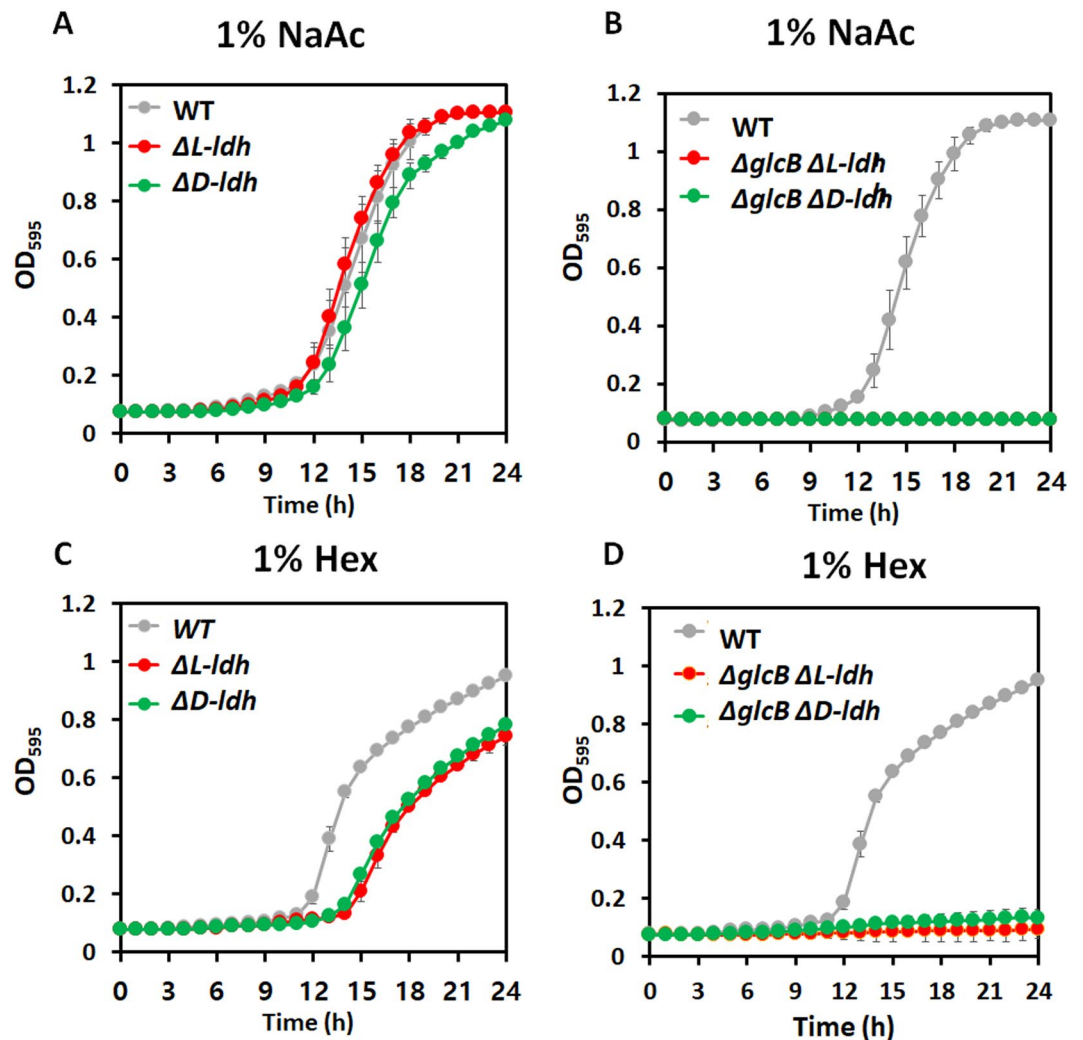 A
1% NaAc
1.2
1
0.8
0.6
0.4
0.2
0
OD595
WT
ΔL-ldh
ΔD-ldh
0 3 6 9 12 15 18 21 24
Time (h)
B
1% NaAc
1.2
1
0.8
0.6
0.4
0.2
0
OD595
WT
ΔglcB ΔL-ldh
ΔglcB ΔD-ldh
0 3 6 9 12 15 18 21 24
Time (h)
C
1% Hex
1.2
1
0.8
0.6
0.4
0.2
0
OD595
WT
ΔL-ldh
ΔD-ldh
0 3 6 9 12 15 18 21 24
Time (h)
D
1% Hex
1.2
1
0.8
0.6
0.4
0.2
0
OD595
WT
ΔglcB ΔL-ldh
ΔglcB ΔD-ldh
0 3 6 9 12 15 18 21 24
Time (h)